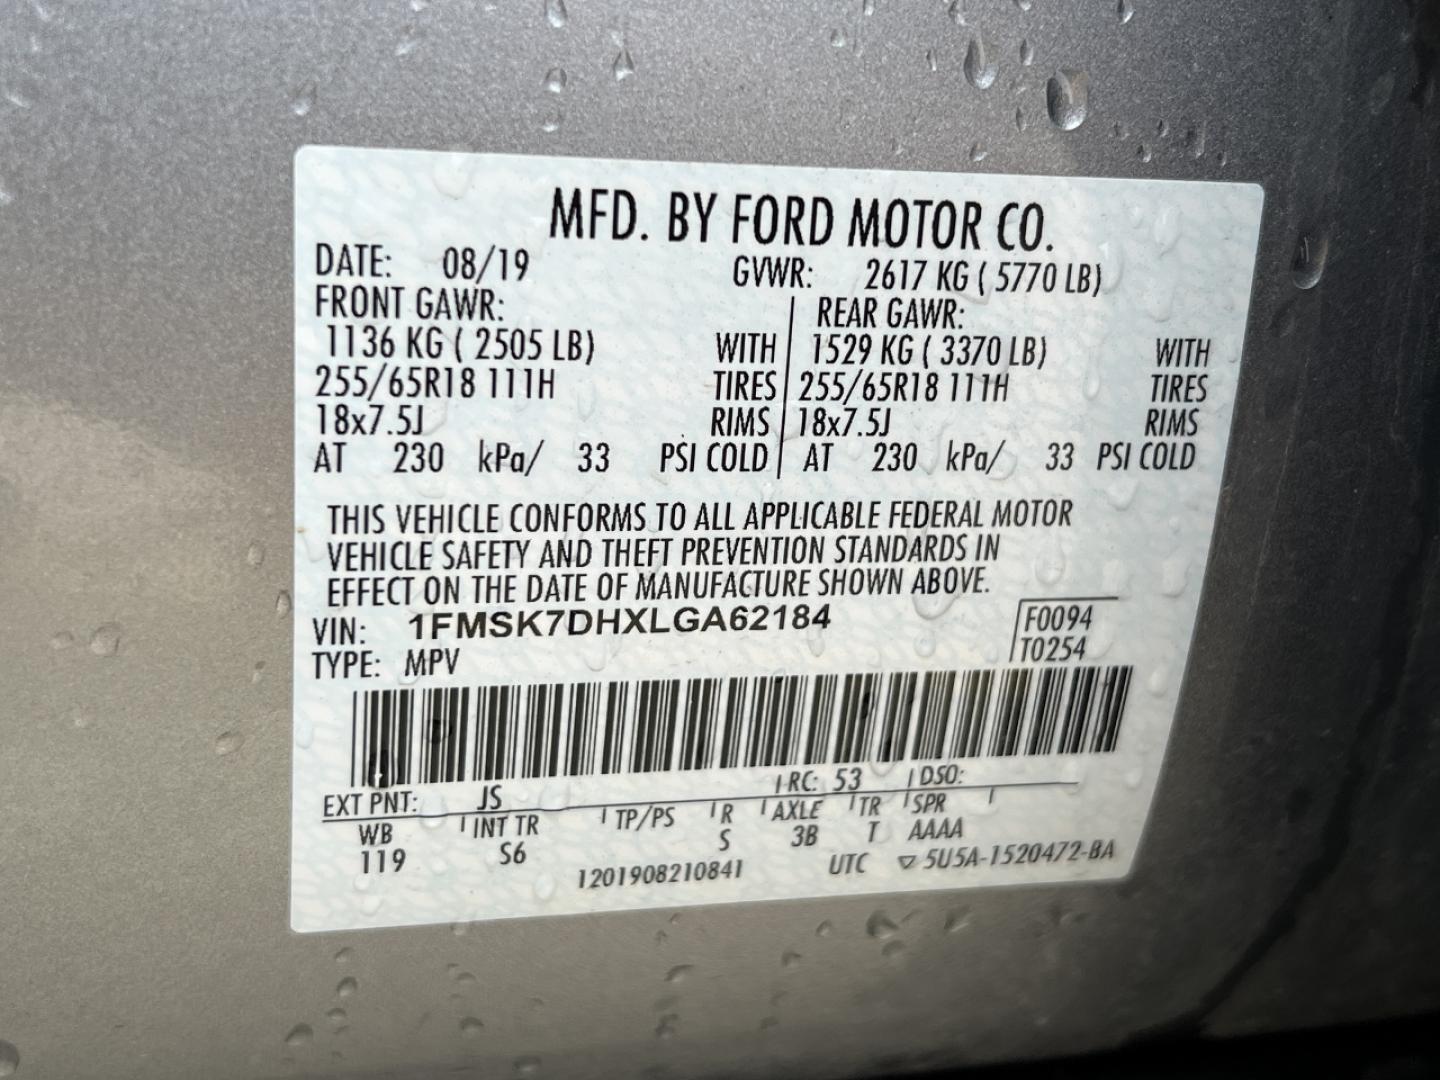 MFD. BY FORD MOTOR CO.
DATE: 08/19 GVWR: 2617 KG ( 5770 LB)
FRONT GAWR: REAR GAWR:
1136 KG ( 2505 LB) WITH 1529 KG ( 3370 LB) WITH
255/65R18 111H TIRES 255/65R18 111H TIRES
18x7.5J RIMS 18x7.5J RIMS
AT 230 kPa/ 33 PSI COLD AT 230 kPa/ 33 PSI COLD
THIS VEHICLE CONFORMS TO ALL APPLICABLE FEDERAL MOTOR
VEHICLE SAFETY AND THEFT PREVENTION STANDARDS IN
EFFECT ON THE DATE OF MANUFACTURE SHOWN ABOVE.
VIN: 1FMSK7DHXLGA62184 F0094
TYPE: MPV T0254
EXT PNT: JS RC: 53 DSO:
WB INT TR TP/PS R AXLE TR SPR
119 S6 S 3B T AAAA
1201908210841 UTC ▽ 5U5A-1520472-BA